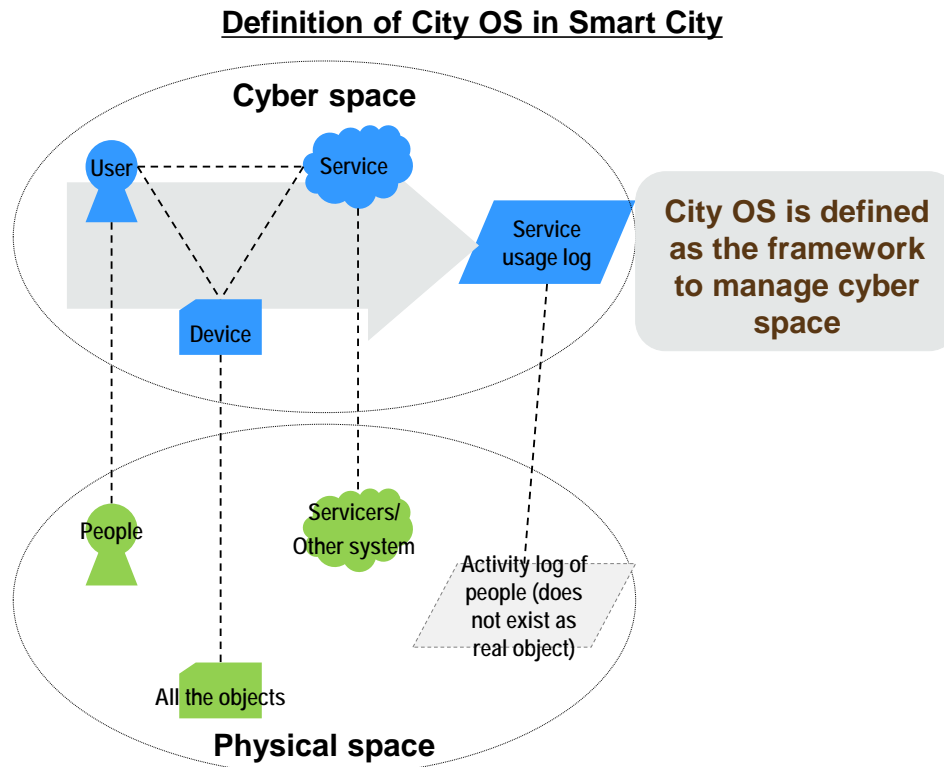 Definition of City OS in Smart City
Cyber space
User
Service
Service
usage log
Device
City OS is defined
as the framework
to manage cyber
space
People
Servicers/
Other system
Activity log of
people (does
not exist as
real object)
All the objects
Physical space